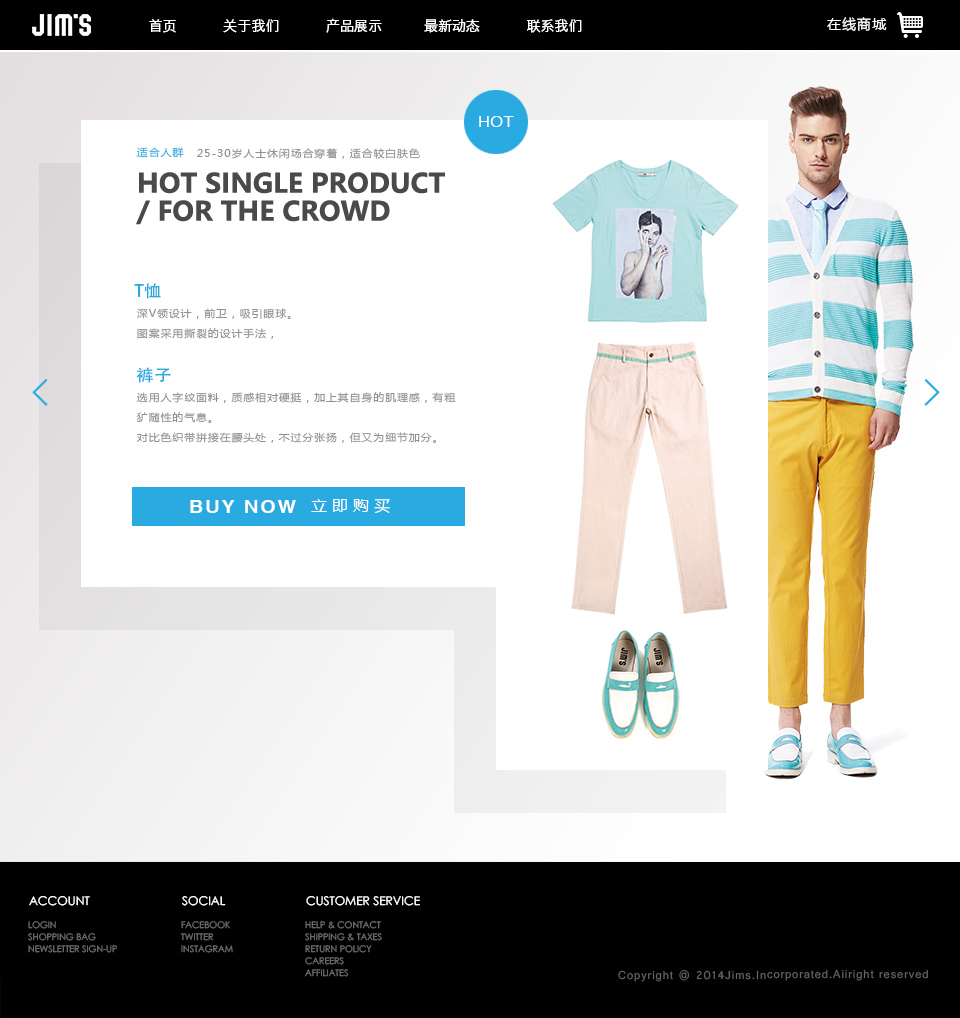 JIM'S
首页 关于我们 产品展示 最新动态 联系我们 在线商城
HOT
适合人群 25-30岁人士休闲场合穿着，适合较白肤色
HOT SINGLE PRODUCT
/ FOR THE CROWD
T恤
深V领设计，前卫，吸引眼球。
图案采用撕裂的设计手法，
裤子
选用人字纹面料，质感相对硬挺，加上其自身的肌理感，有粗
犷随性的气息。
对比色织带拼接在腰头处，不过分张扬，但又为细节加分。
BUY NOW 立即购买
JIM'S JIM'S
ACCOUNT
LOGIN
SHOPPING BAG
NEWSLETTER SIGN-UP
SOCIAL
FACEBOOK
TWITTER
INSTAGRAM
CUSTOMER SERVICE
HELP & CONTACT
SHIPPING & TAXES
RETURN POLICY
CAREERS
AFFILIATES
Copyright @ 2014Jims.Incorporated.Aiiright reserved